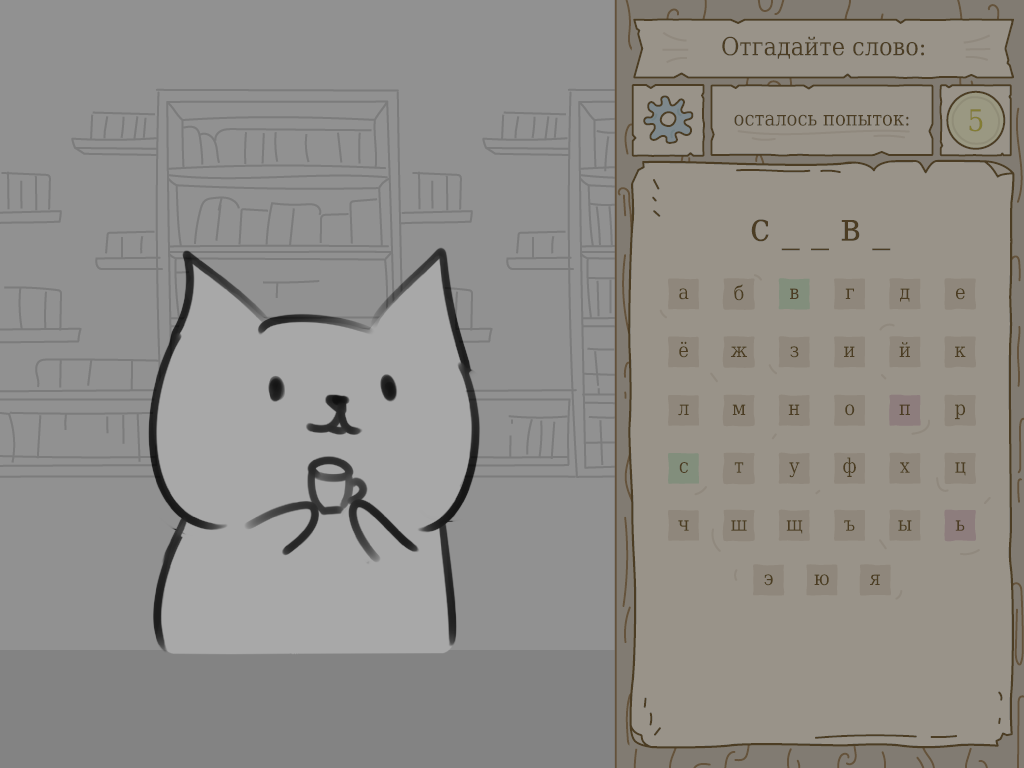 Отгадайте слово:
осталось попыток:
5
с _ _ в _
а б в г д е
ё ж з и й к
л м н о п р
с т у ф х ц
ч ш щ ъ ы ь
э ю я